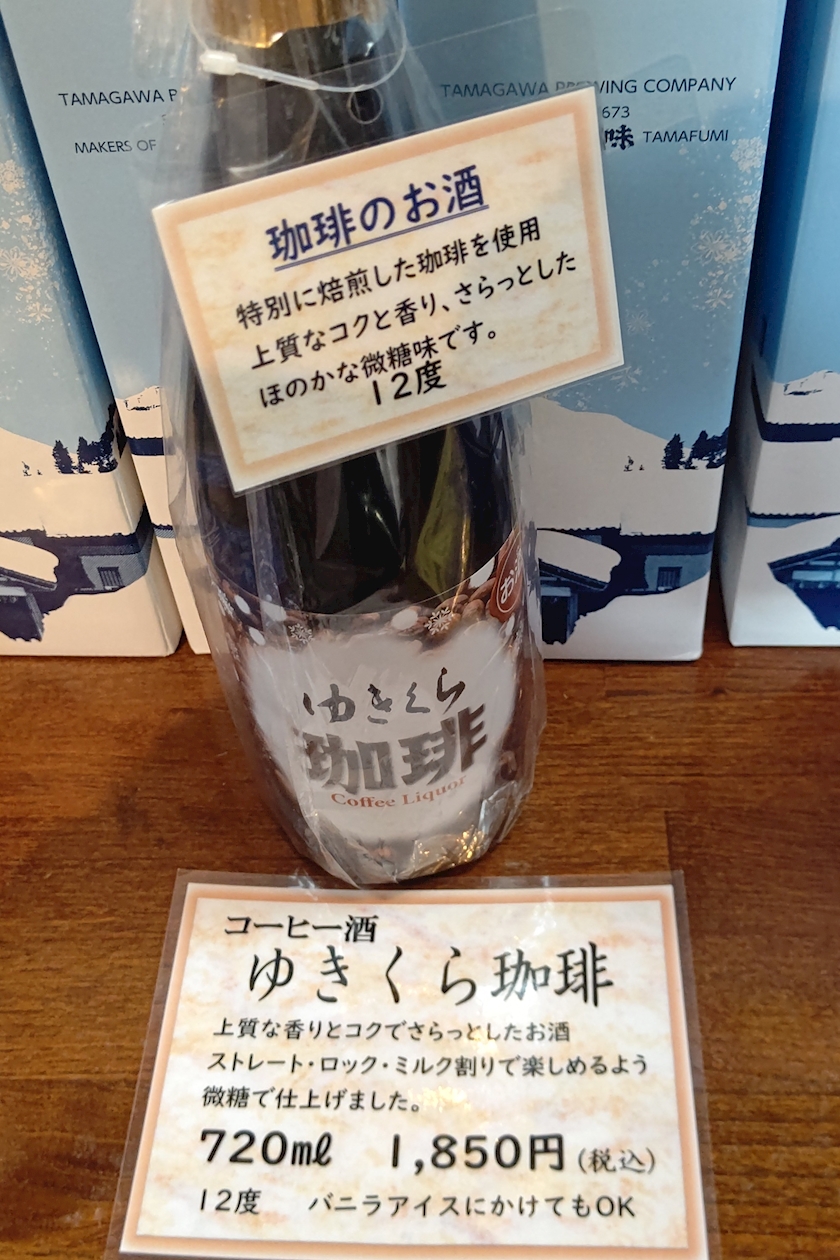 TAMAGAWA
MAKERS OF
TAMAGAWA BREWING COMPANY
673
味 TAMAFUMI
珈琲のお酒
特別に焙煎した珈琲を使用
上質なコクと香り、さらっとした
ほのかな微糖味です。
12度
お
ゆきくら
珈琲
Coffee Liquor
コーヒー酒
ゆきくら珈琲
上質な香りとコクでさらっとしたお酒
ストレート・ロック・ミルク割りで楽しめるよう
微糖で仕上げました。
720ml 1,850円(税込)
12度 バニラアイスにかけてもOK